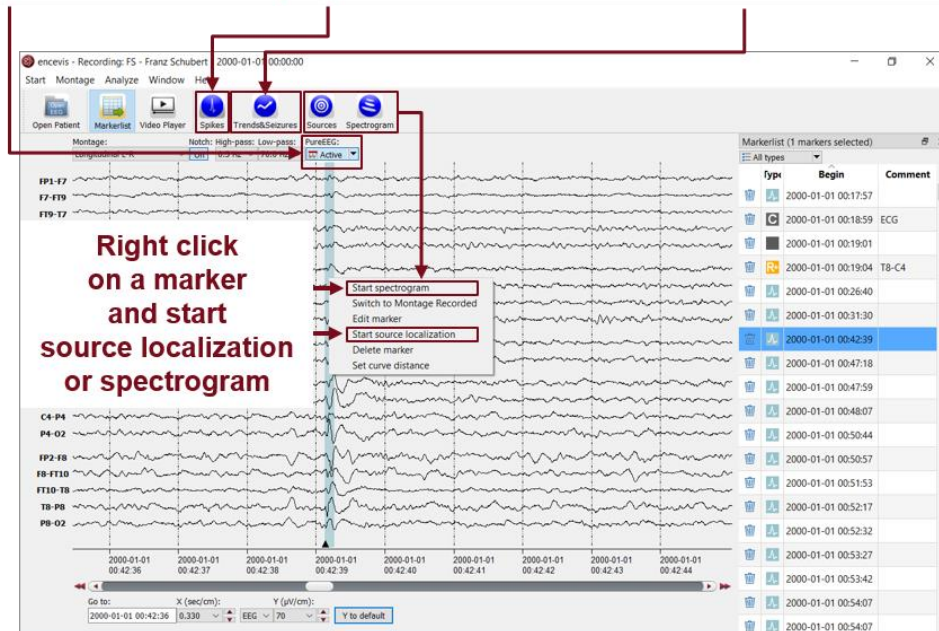 encevis - Recording: FS - Franz Schubert 2000-01-01 00:00:00
Start Montage Analyze Window
Open Patient Markerlist Video Player Spikes Trends&Seizures Sources Spectrogram
Montage: Notch: High-pass: Low-pass: PureEEG:
Active
Markerlist (1 markers selected)
All types
Type Begin Comment
FP1-F7
F7-FT9
FT9-T7
Right click
on a marker
and start
source localization
or spectrogram
Start spectrogram
Switch to Montage Recorded
Edit marker
Start source localization
Delete marker
Set curve distance
C4-P4
P4-O2
FP2-F8
F8-FT10
FT10-T8
T8-P8
P8-O2
2000-01-01 00:17:57
2000-01-01 00:18:59 ECG
2000-01-01 00:19:01
2000-01-01 00:19:04 T8-C4
2000-01-01 00:26:40
2000-01-01 00:31:30
2000-01-01 00:42:39
2000-01-01 00:47:18
2000-01-01 00:47:59
2000-01-01 00:48:07
2000-01-01 00:50:44
2000-01-01 00:50:57
2000-01-01 00:51:53
2000-01-01 00:52:17
2000-01-01 00:52:32
2000-01-01 00:53:27
2000-01-01 00:53:42
2000-01-01 00:54:07
2000-01-01 00:54:07
2000-01-01 2000-01-01 2000-01-01 2000-01-01 2000-01-01 2000-01-01 2000-01-01 2000-01-01 2000-01-01
00:42:36 00:42:37 00:42:38 00:42:39 00:42:40 00:42:41 00:42:42 00:42:43 00:42:44
Go to: X (sec/cm): Y (µV/cm):
2000-01-01 00:42:36 0.330 EEG 70 Y to default